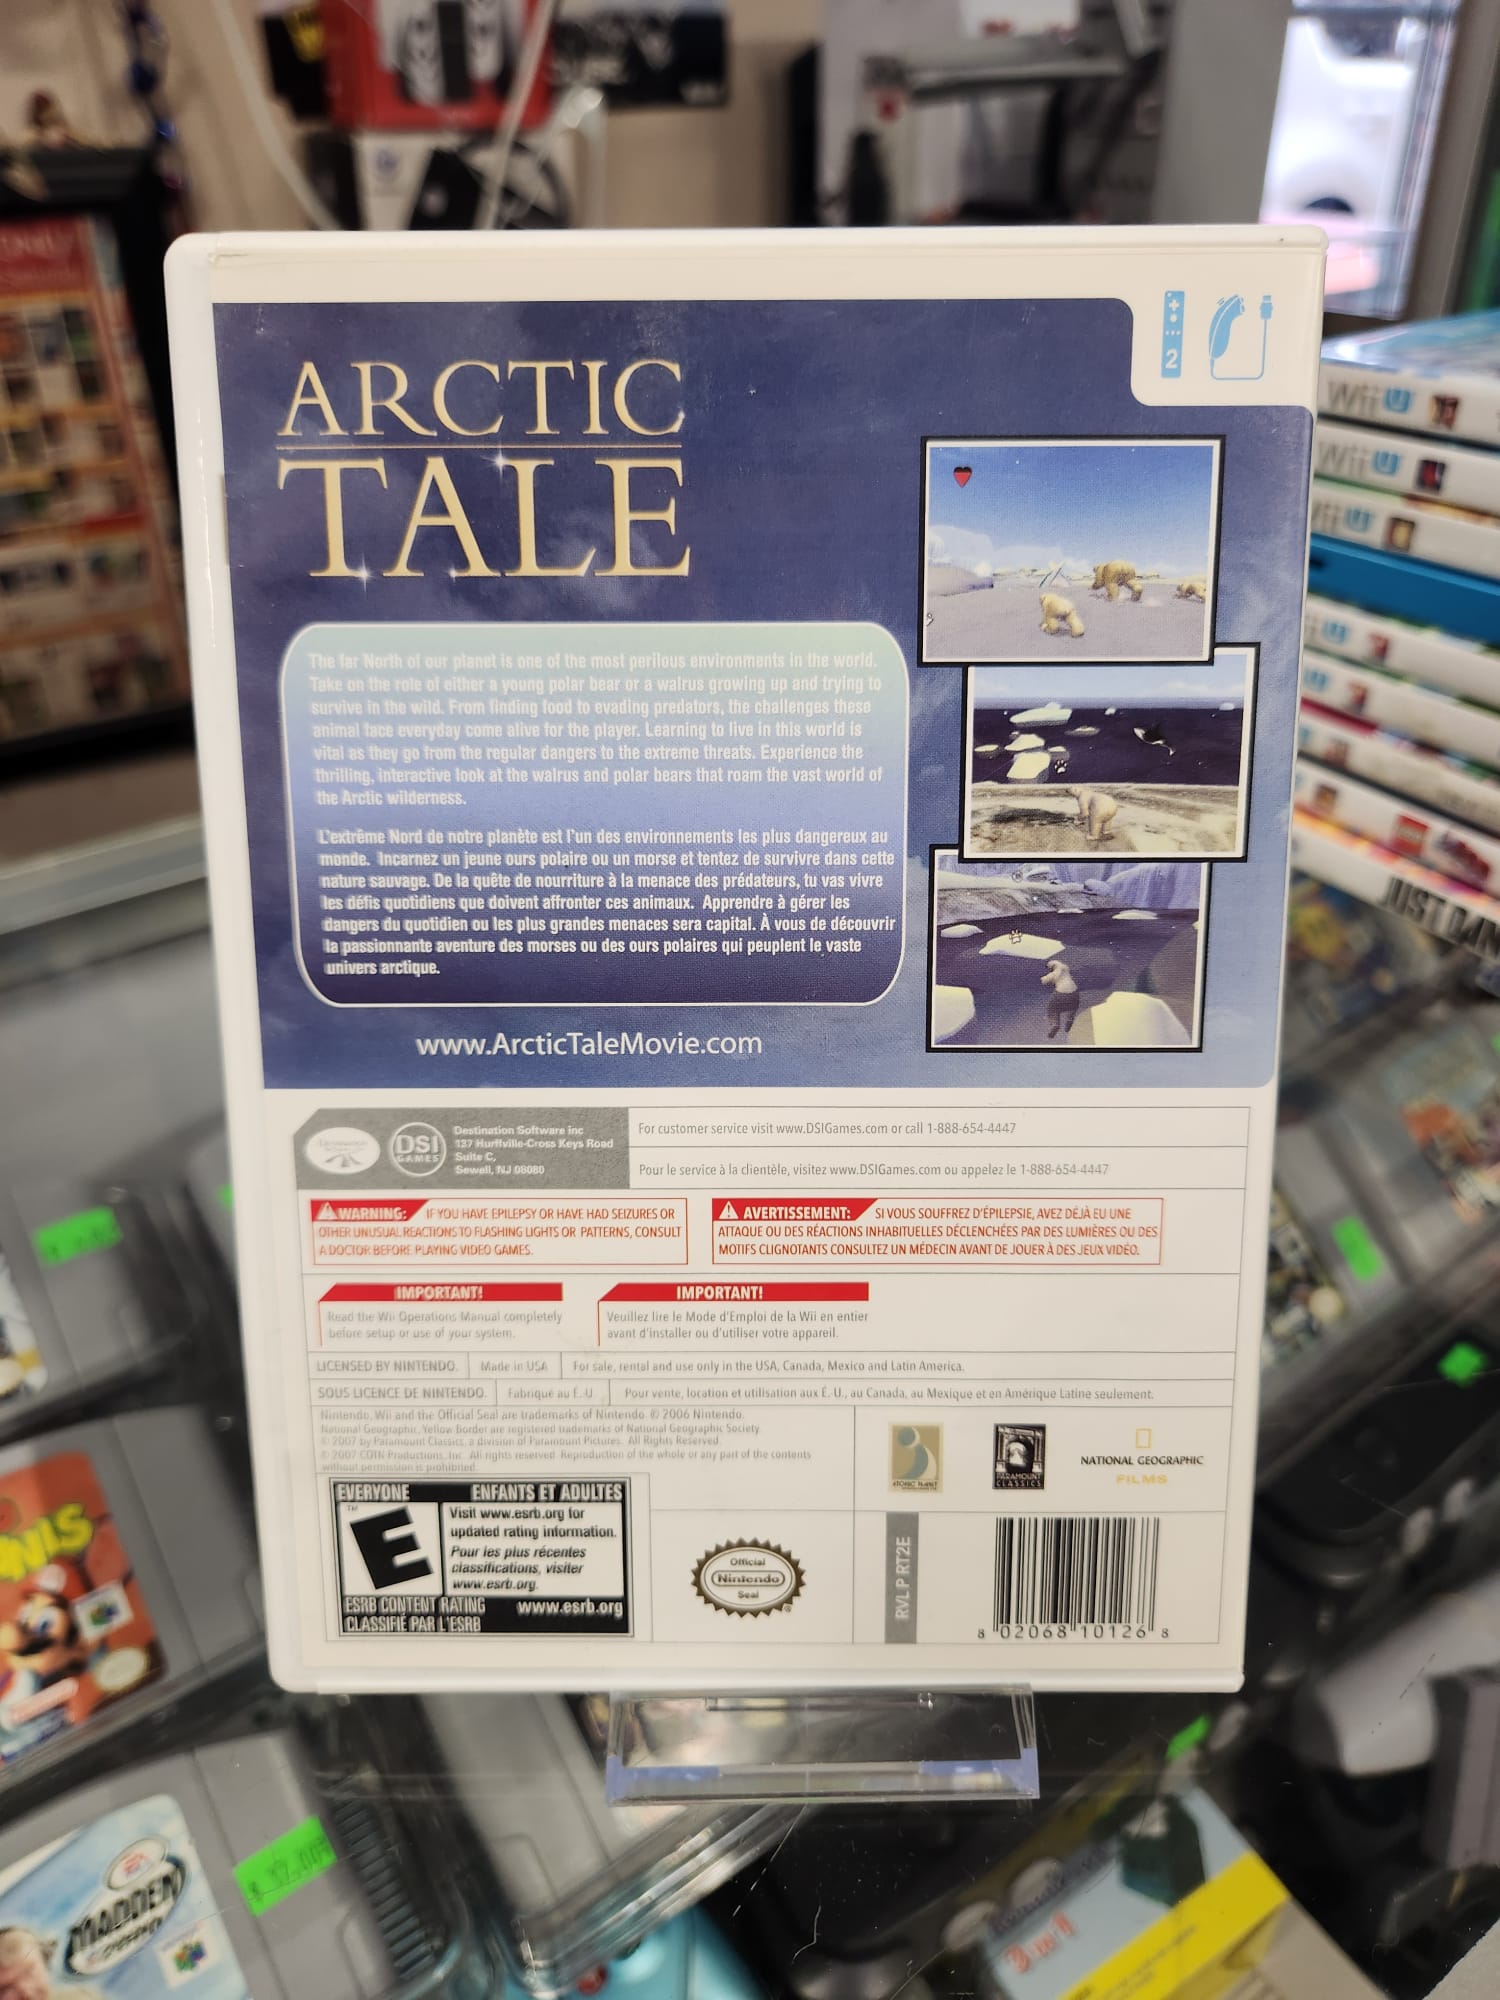 ARCTIC
TALE
2
The far North of our planet is one of the most perilous environments in the world.
Take on the role of either a young polar bear or a walrus growing up and trying to
survive in the wild. From finding food to evading predators, the challenges these
animal face everyday come alive for the player. Learning to live in this world is
vital as they go from the regular dangers to the extreme threats. Experience the
thrilling, interactive look at the walrus and polar bears that roam the vast world of
the Arctic wilderness.
L'extrême Nord de notre planète est l'un des environnements les plus dangereux au
monde. Incarnez un jeune ours polaire ou un morse et tentez de survivre dans cette
nature sauvage. De la quête de nourriture à la menace des prédateurs, tu vas vivre
les défis quotidiens que doivent affronter ces animaux. Apprendre à gérer les
dangers du quotidien ou les plus grandes menaces sera capital. À vous de découvrir
la passionnante aventure des morses ou des ours polaires qui peuplent le vaste
univers arctique.
www.ArcticTaleMovie.com
DSI
GAMES
Destination Software Inc
137 Hurffville-Cross Keys Road
Suite C,
Sewell, NJ 08080
For customer service visit www.DSIGames.com or call 1-888-654-4447
Pour le service à la clientèle, visitez www.DSIGames.com ou appelez le 1-888-654-4447
WARNING: IF YOU HAVE EPILEPSY OR HAVE HAD SEIZURES OR
OTHER UNUSUAL REACTIONS TO FLASHING LIGHTS OR PATTERNS, CONSULT
A DOCTOR BEFORE PLAYING VIDEO GAMES.
AVERTISSEMENT: SI VOUS SOUFFREZ D'ÉPILEPSIE, AVEZ DÉJÀ EU UNE
ATTAQUE OU DES RÉACTIONS INHABITUELLES DÉCLENCHÉES PAR DES LUMIÈRES OU DES
MOTIFS CLIGNOTANTS CONSULTEZ UN MÉDECIN AVANT DE JOUER À DES JEUX VIDÉO.
IMPORTANT!
Read the Wii Operations Manual completely
before setup or use of your system.
IMPORTANT!
Veuillez lire le Mode d'Emploi de la Wii en entier
avant d'installer ou d'utiliser votre appareil.
LICENSED BY NINTENDO. Made in USA For sale, rental and use only in the USA, Canada, Mexico and Latin America.
SOUS LICENCE DE NINTENDO. Fabriqué au É.U. Pour vente, location et utilisation aux É. U., au Canada, au Mexique et en Amérique Latine seulement.
Nintendo, Wii and the Official Seal are trademarks of Nintendo. © 2006 Nintendo.
National Geographic, Yellow Border are registered trademarks of National Geographic Society.
© 2007 by Paramount Classics, a division of Paramount Pictures. All Rights Reserved.
© 2007 COTN Productions, Inc. All rights reserved. Reproduction of the whole or any part of the contents
without permission is prohibited.
PARAMOUNT
CLASSICS
NATIONAL GEOGRAPHIC
FILMS
EVERYONE ENFANTS ET ADULTES
E
TM
Visit www.esrb.org for
updated rating information.
Pour les plus récentes
classifications, visiter
www.esrb.org.
ESRB CONTENT RATING www.esrb.org
CLASSIFIÉ PAR L'ESRB
Official
Nintendo
Seal
RVL P RT2E
8 02068 10126 8
WiiU
WiiU
WiiU
JUST DAN
EA
MADDEN
3 in 1